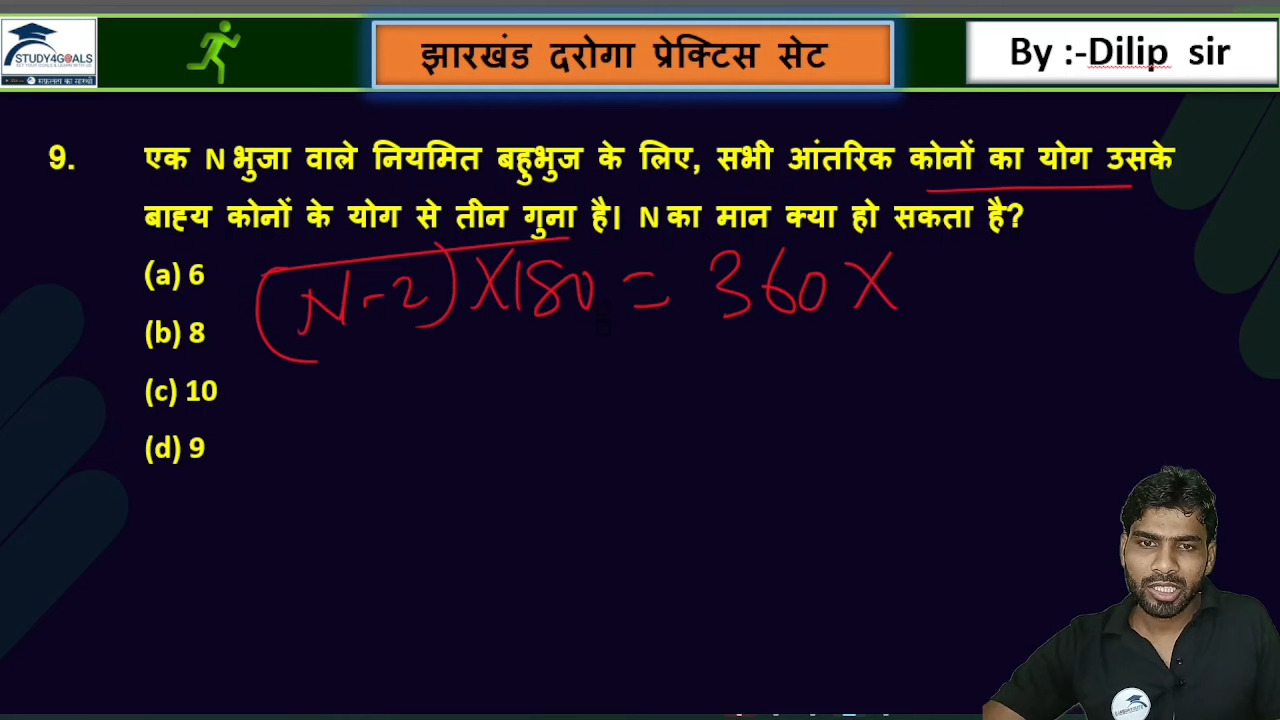 STUDY4GOALS
झारखंड दरोगा प्रेक्टिस सेट
By :-Dilip sir
9. एक N भुजा वाले नियमित बहुभुज के लिए, सभी आंतरिक कोनों का योग उसके
बाह्य कोनों के योग से तीन गुना है। N का मान क्या हो सकता है?
(a) 6
(N-2) X 180 = 360 X
(b) 8
(c) 10
(d) 9